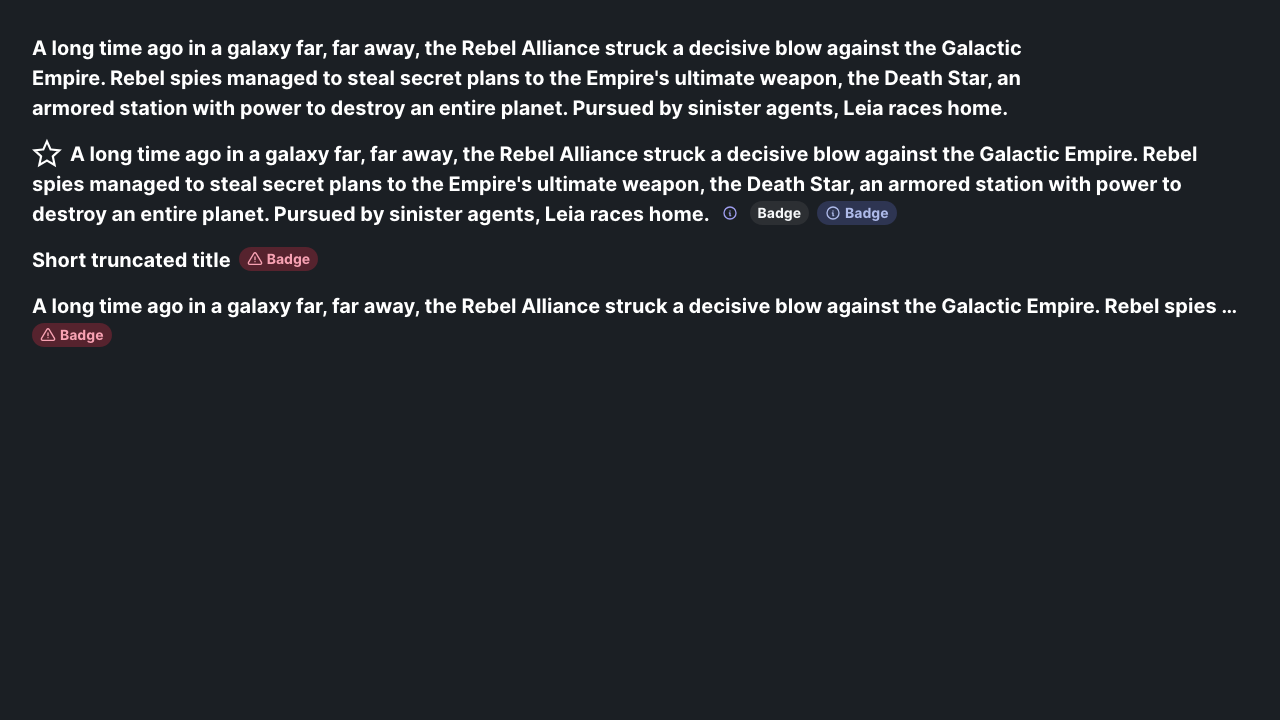 A long time ago in a galaxy far, far away, the Rebel Alliance struck a decisive blow against the Galactic
Empire. Rebel spies managed to steal secret plans to the Empire's ultimate weapon, the Death Star, an
armored station with power to destroy an entire planet. Pursued by sinister agents, Leia races home.
A long time ago in a galaxy far, far away, the Rebel Alliance struck a decisive blow against the Galactic Empire. Rebel
spies managed to steal secret plans to the Empire's ultimate weapon, the Death Star, an armored station with power to
destroy an entire planet. Pursued by sinister agents, Leia races home. Badge Badge
Short truncated title Badge
A long time ago in a galaxy far, far away, the Rebel Alliance struck a decisive blow against the Galactic Empire. Rebel spies ...
Badge